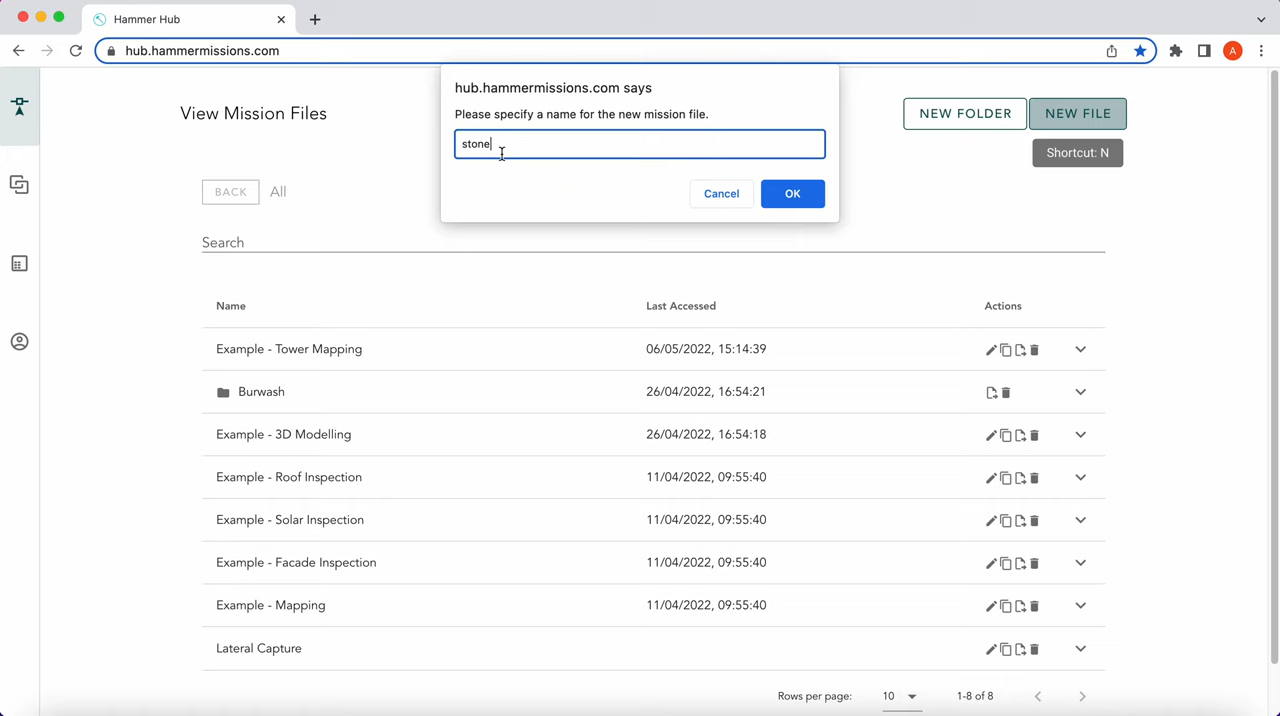 Hammer Hub
hub.hammermissions.com
A
hub.hammermissions.com says
Please specify a name for the new mission file.
stone
Cancel
OK
View Mission Files
NEW FOLDER
NEW FILE
Shortcut: N
BACK
All
Search
Name Last Accessed Actions
Example - Tower Mapping 06/05/2022, 15:14:39
Burwash 26/04/2022, 16:54:21
Example - 3D Modelling 26/04/2022, 16:54:18
Example - Roof Inspection 11/04/2022, 09:55:40
Example - Solar Inspection 11/04/2022, 09:55:40
Example - Facade Inspection 11/04/2022, 09:55:40
Example - Mapping 11/04/2022, 09:55:40
Lateral Capture
Rows per page: 10 1-8 of 8